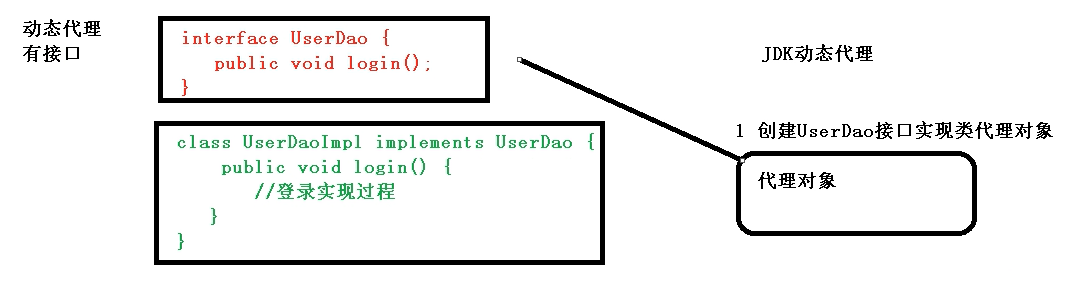 动态代理
有接口
interface UserDao {
public void login();
}
class UserDaoImpl implements UserDao {
public void login() {
//登录实现过程
}
}
JDK动态代理
1 创建UserDao接口实现类代理对象
代理对象